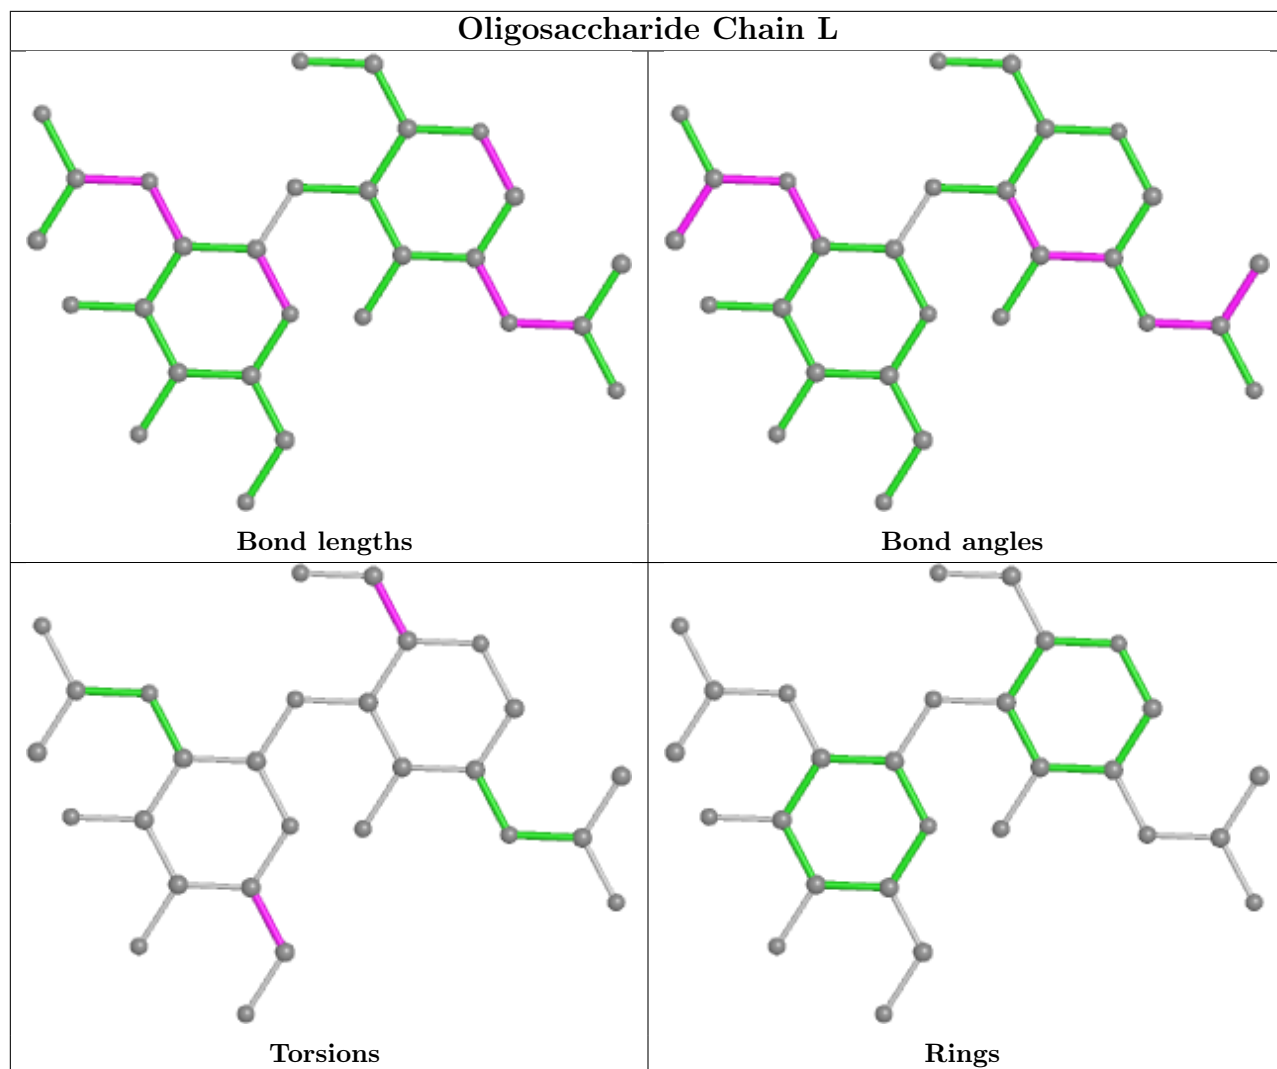 Oligosaccharide Chain L
Bond lengths
Bond angles
Torsions
Rings